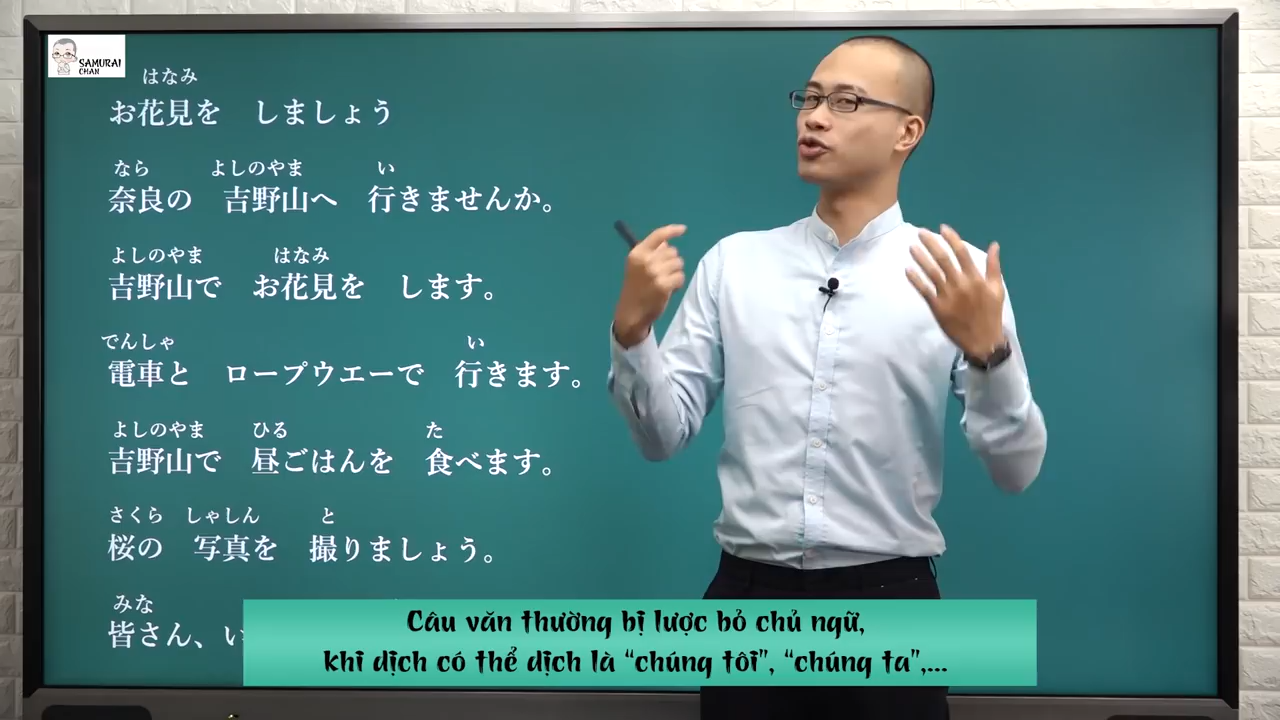 SAMURAI
CHAN
はなみ
お花見を しましょう
なら よしのやま い
奈良の 吉野山へ 行きませんか。
よしのやま はなみ
吉野山で お花見を します。
でんしゃ い
電車と ロープウエーで 行きます。
よしのやま ひる た
吉野山で 昼ごはんを 食べます。
さくら しゃしん と
桜の 写真を 撮りましょう。
みな
皆さん、い
Câu văn thường bị lược bỏ chủ ngữ,
khi dịch có thể dịch là “chúng tôi”, “chúng ta”,...